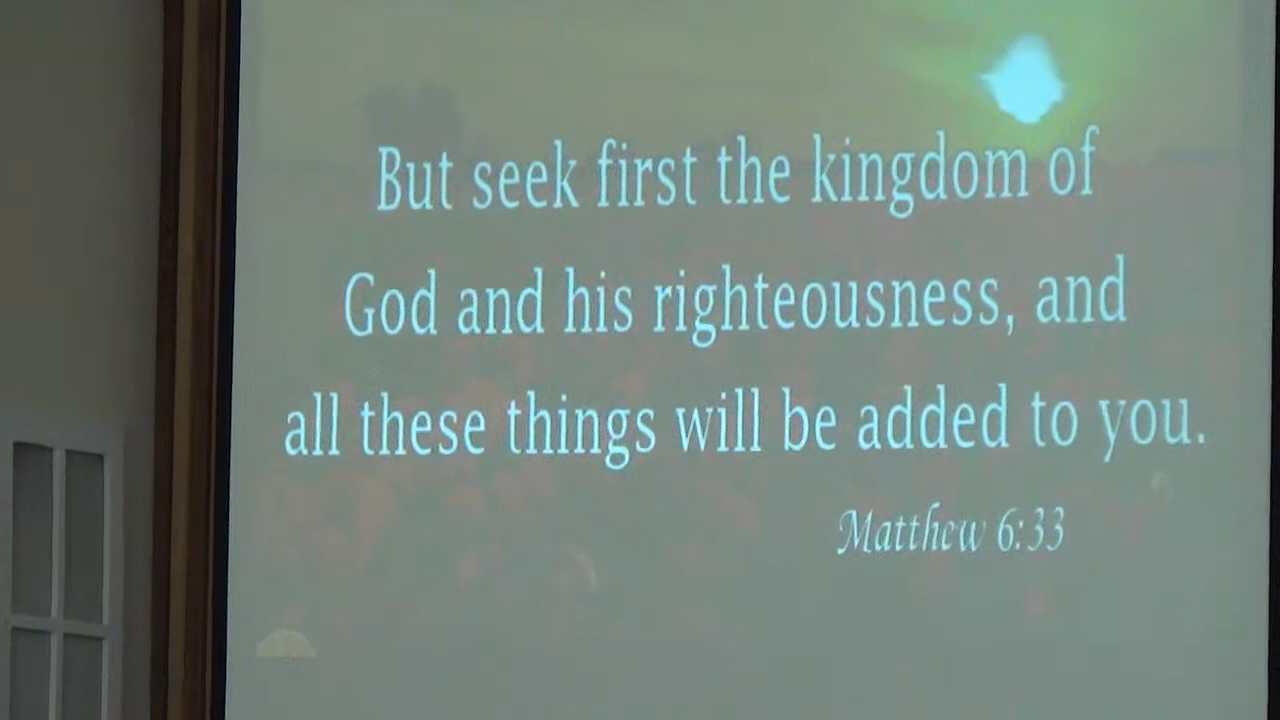 But seek first the kingdom of
God and his righteousness, and
all these things will be added to you.
Matthew 6:33